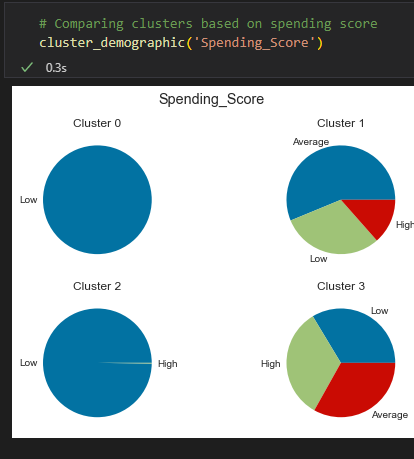 # Comparing clusters based on spending score
cluster_demographic('Spending_Score')
0.3s
Spending_Score
Cluster 0
Low
Cluster 1
Average
High
Low
Cluster 2
Low
High
Cluster 3
Low
High
Average